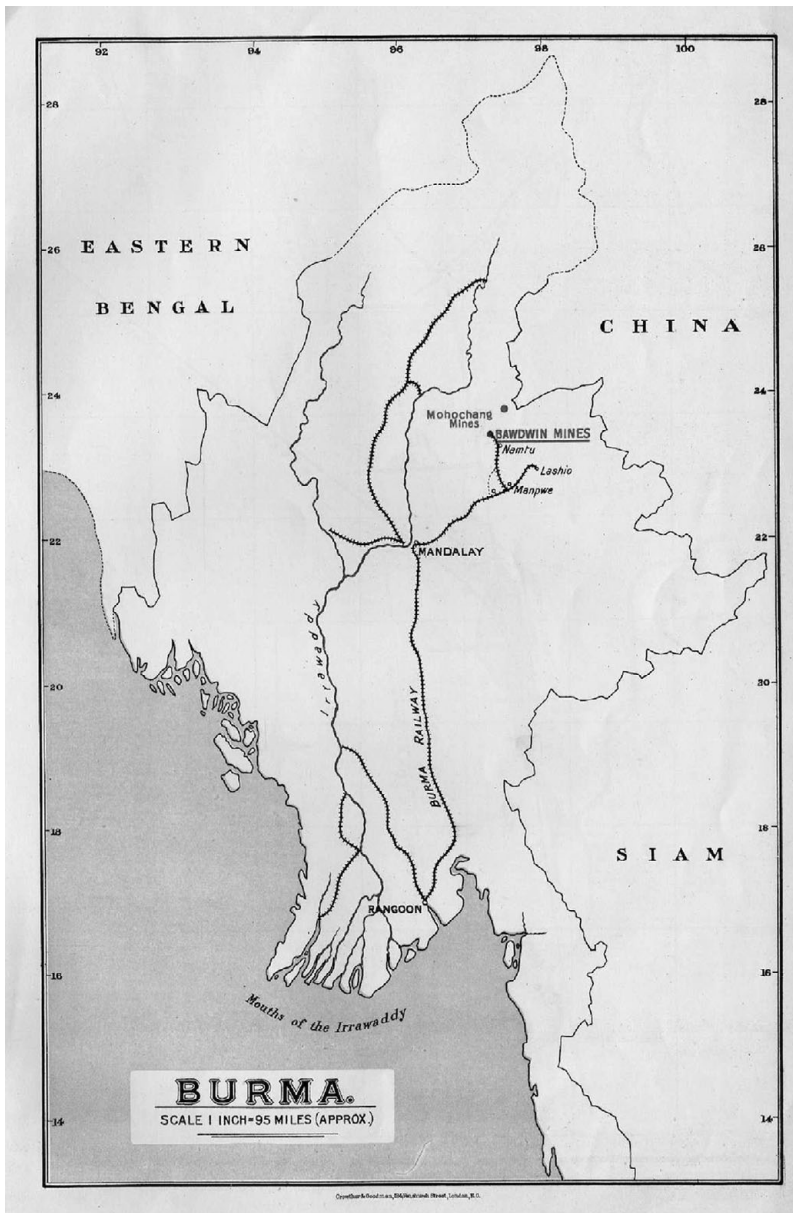 92
94
96
98
100
28
28
26
26
EASTERN
BENGAL
CHINA
24
24
Mohochang
Mines
BAWDWIN MINES
Namtu
Lashio
Manpwe
22
22
MANDALAY
Irrawaddy
20
20
BURMA RAILWAY
18
18
SIAM
RANGOON
16
16
Mouths of the Irrawaddy
BURMA.
SCALE 1 INCH=95 MILES (APPROX.)
14
14
Street, London, E.C.